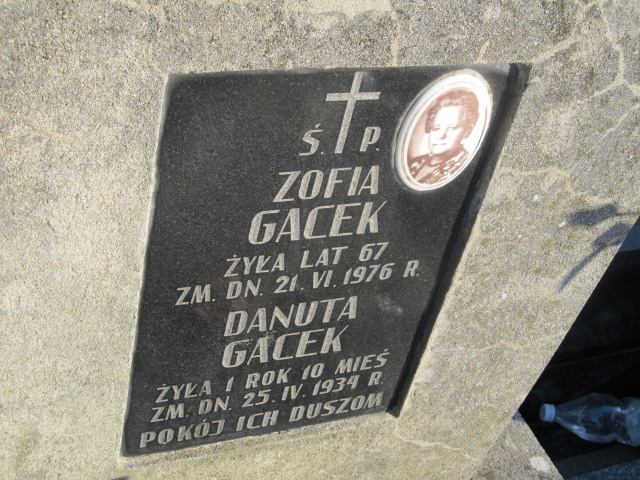 Ś. P.
ZOFIA
GACEK
ŻYŁA LAT 67
ZM. DN. 21. VI. 1976 R.
DANUTA
GACEK
ŻYŁA 1 ROK 10 MIEŚ
ZM. DN. 25. IV. 1934 R.
POKÓJ ICH DUSZOM